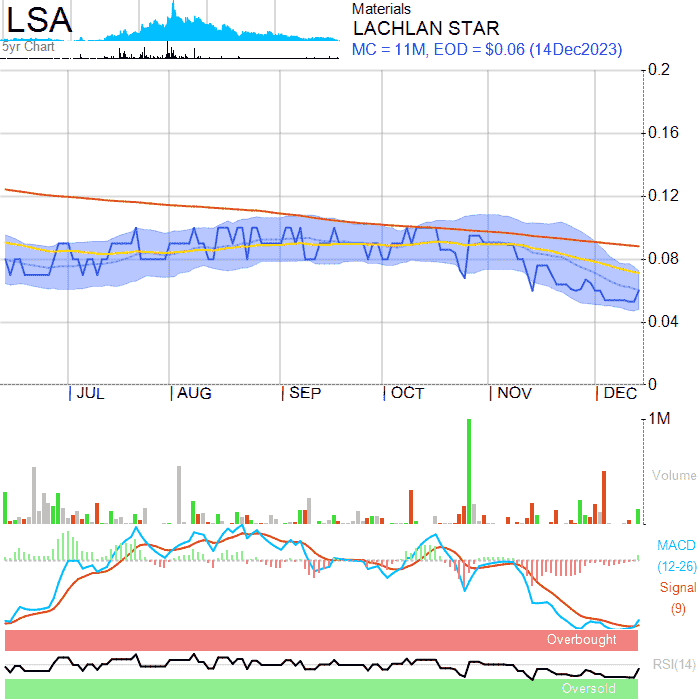 LSA
5yr Chart
Materials
LACHLAN STAR
MC = 11M, EOD = $0.06 (14Dec2023)
0.2
0.16
0.12
0.08
0.04
0
JUL AUG SEP OCT NOV DEC
1M
Volume
MACD
(12-26)
Signal
(9)
Overbought
RSI(14)
Oversold